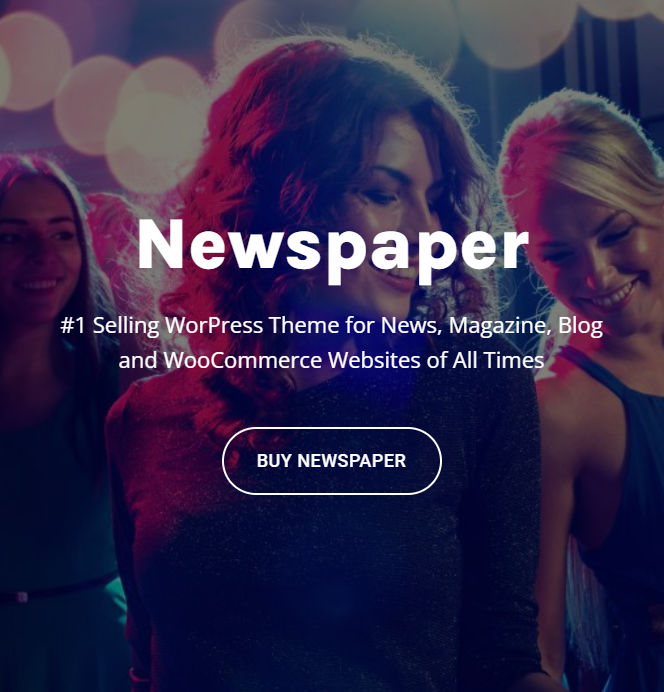 Newspaper
#1 Selling WorPress Theme for News, Magazine, Blog
and WooCommerce Websites of All Times
BUY NEWSPAPER